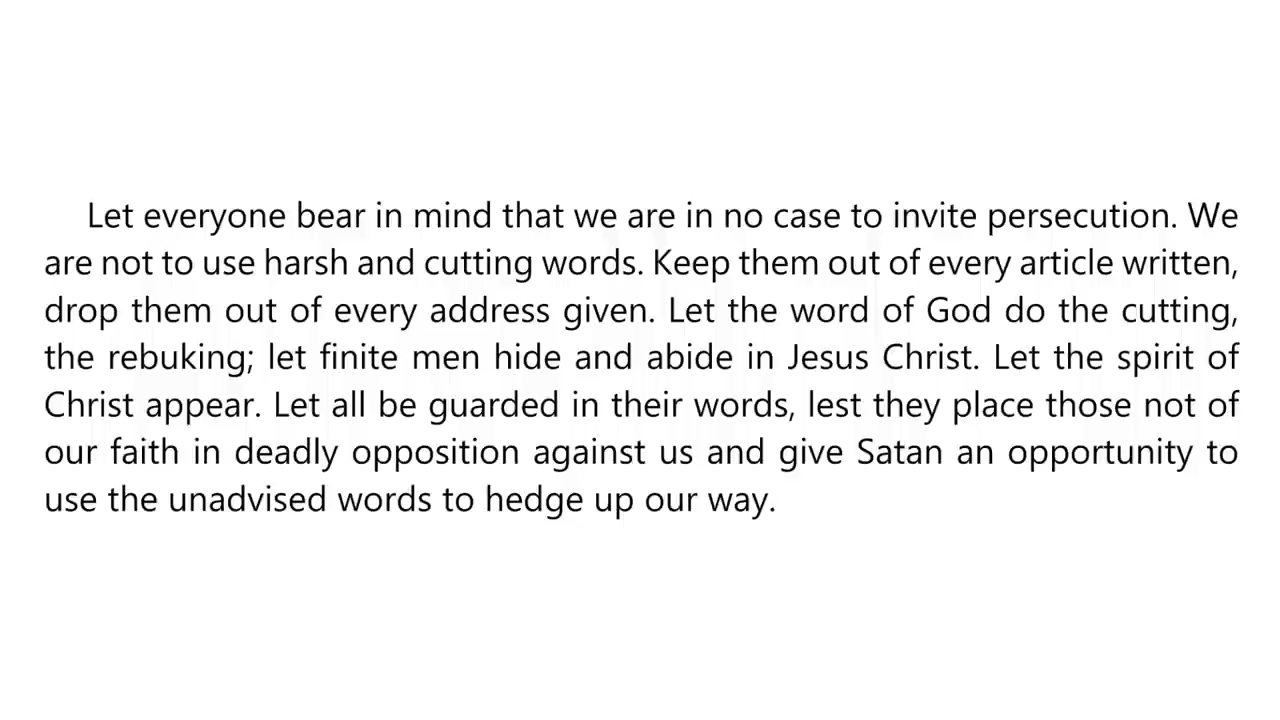 Let everyone bear in mind that we are in no case to invite persecution. We
are not to use harsh and cutting words. Keep them out of every article written,
drop them out of every address given. Let the word of God do the cutting,
the rebuking; let finite men hide and abide in Jesus Christ. Let the spirit of
Christ appear. Let all be guarded in their words, lest they place those not of
our faith in deadly opposition against us and give Satan an opportunity to
use the unadvised words to hedge up our way.